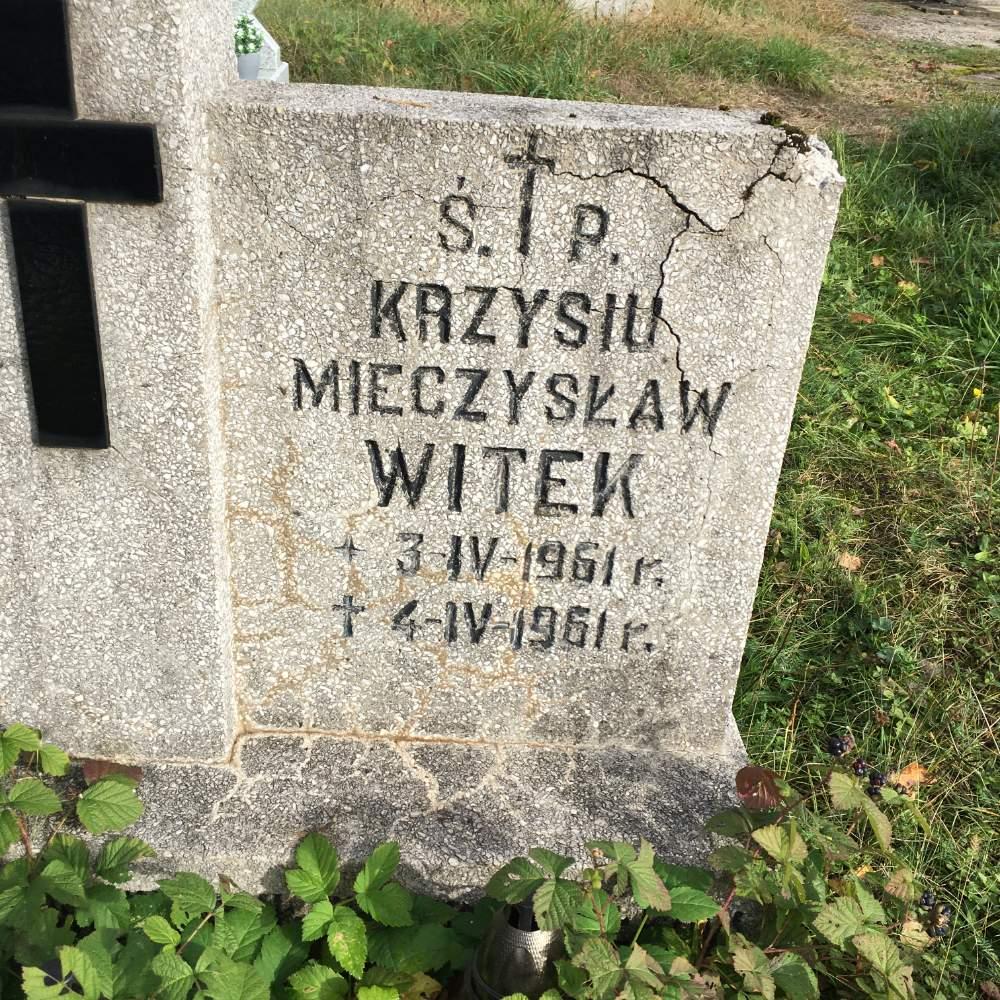 Ś. P.
KRZYSIU
MIECZYSŁAW
WITEK
3-IV-1961 r.
4-IV-1961 r.